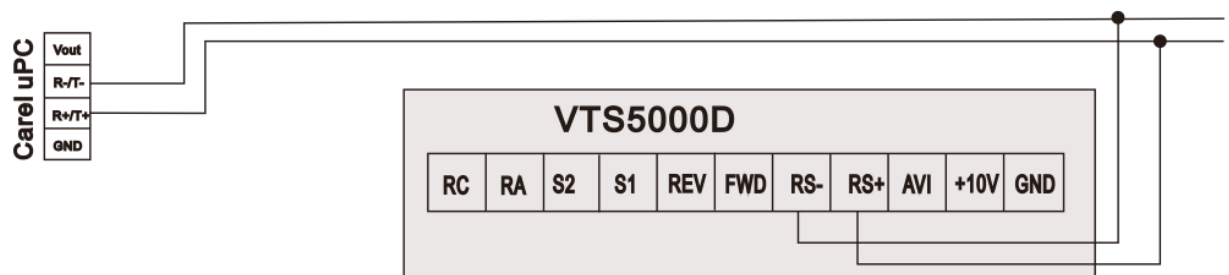 Carel uPC
Vout
R-/T-
R+/T+
GND
VTS5000D
RC RA S2 S1 REV FWD RS- RS+ AVI +10V GND